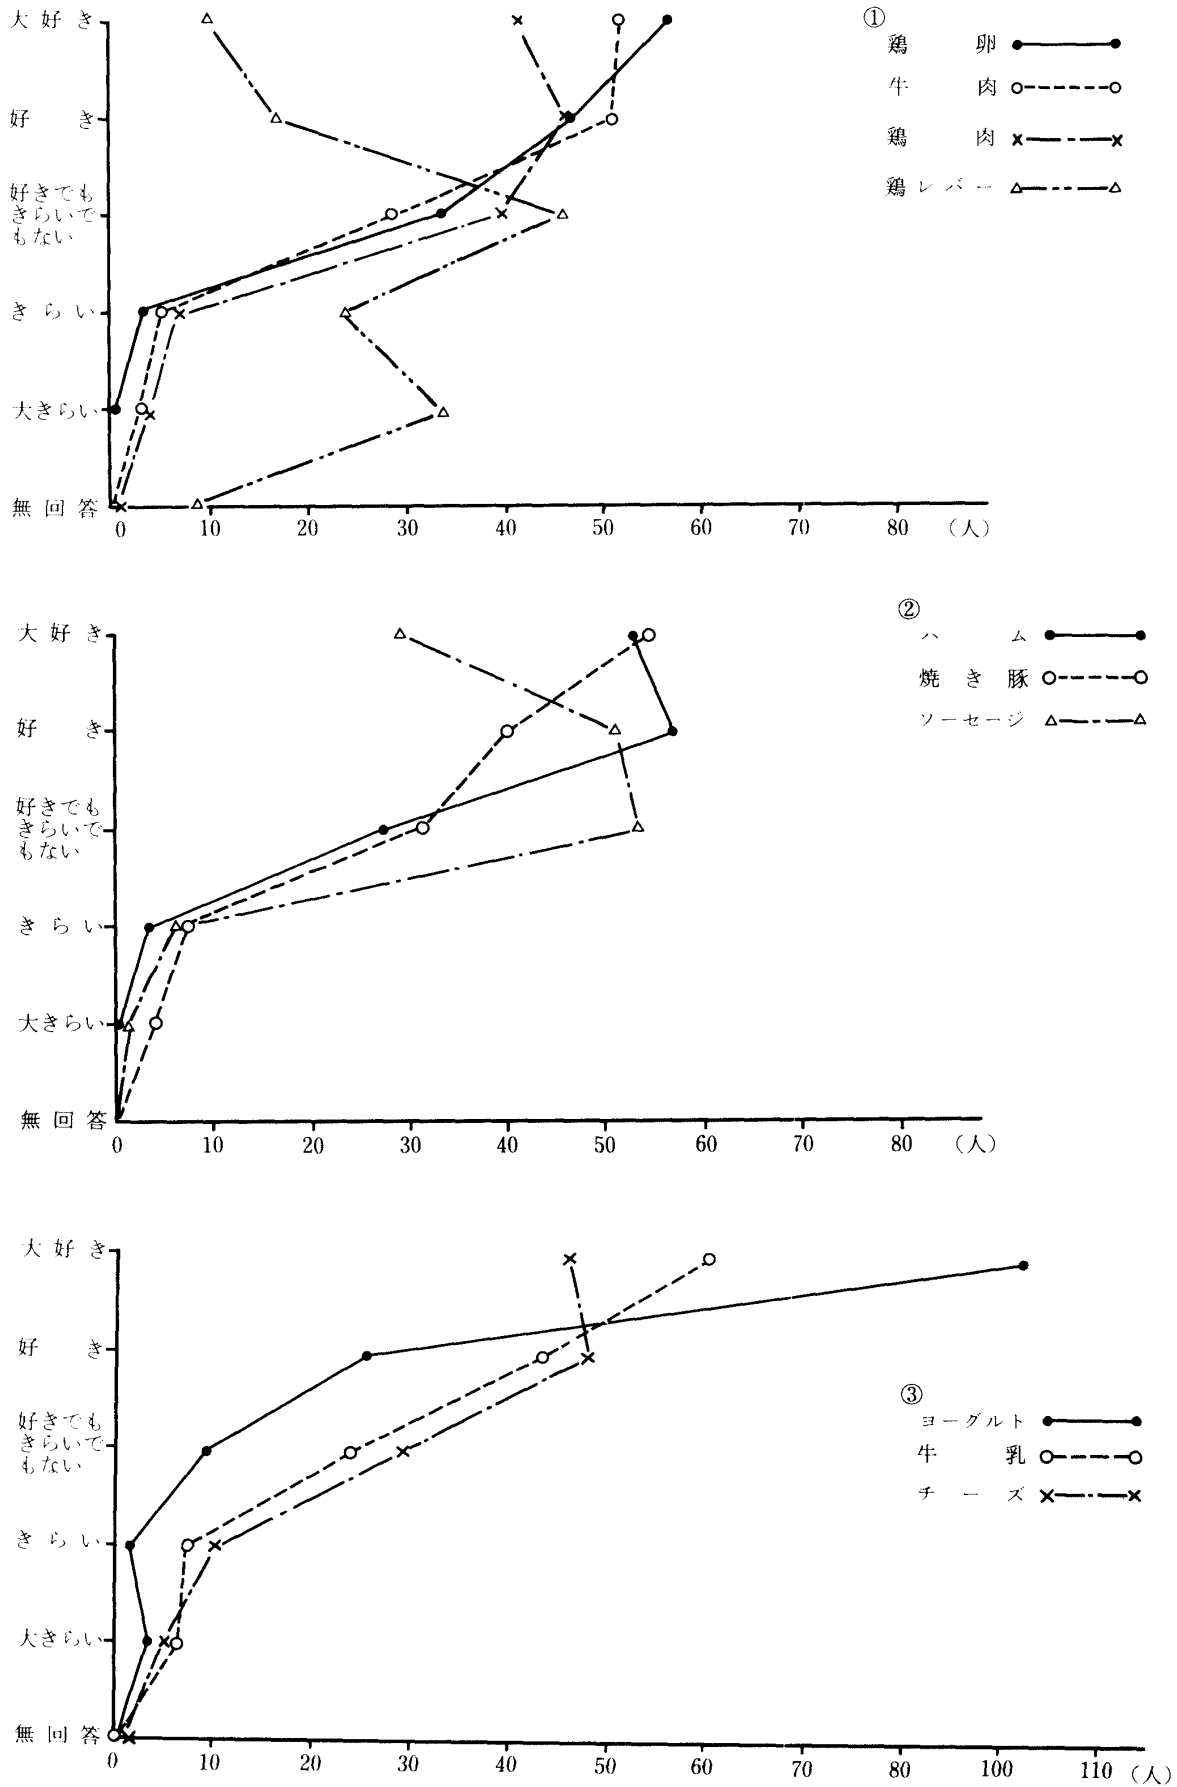 ①
大好き
好き
好きでも
きらいで
もない
きらい
大きらい
無回答
鶏卵
牛肉
鶏肉
鶏レバー
0 10 20 30 40 50 60 70 80 (人)
②
大好き
好き
好きでも
きらいで
もない
きらい
大きらい
無回答
ハム
焼き豚
ソーセージ
0 10 20 30 40 50 60 70 80 (人)
大好き
好き
好きでも
きらいで
もない
きらい
大きらい
無回答
③
ヨーグルト
牛乳
チーズ
0 10 20 30 40 50 60 70 80 90 100 110 (人)